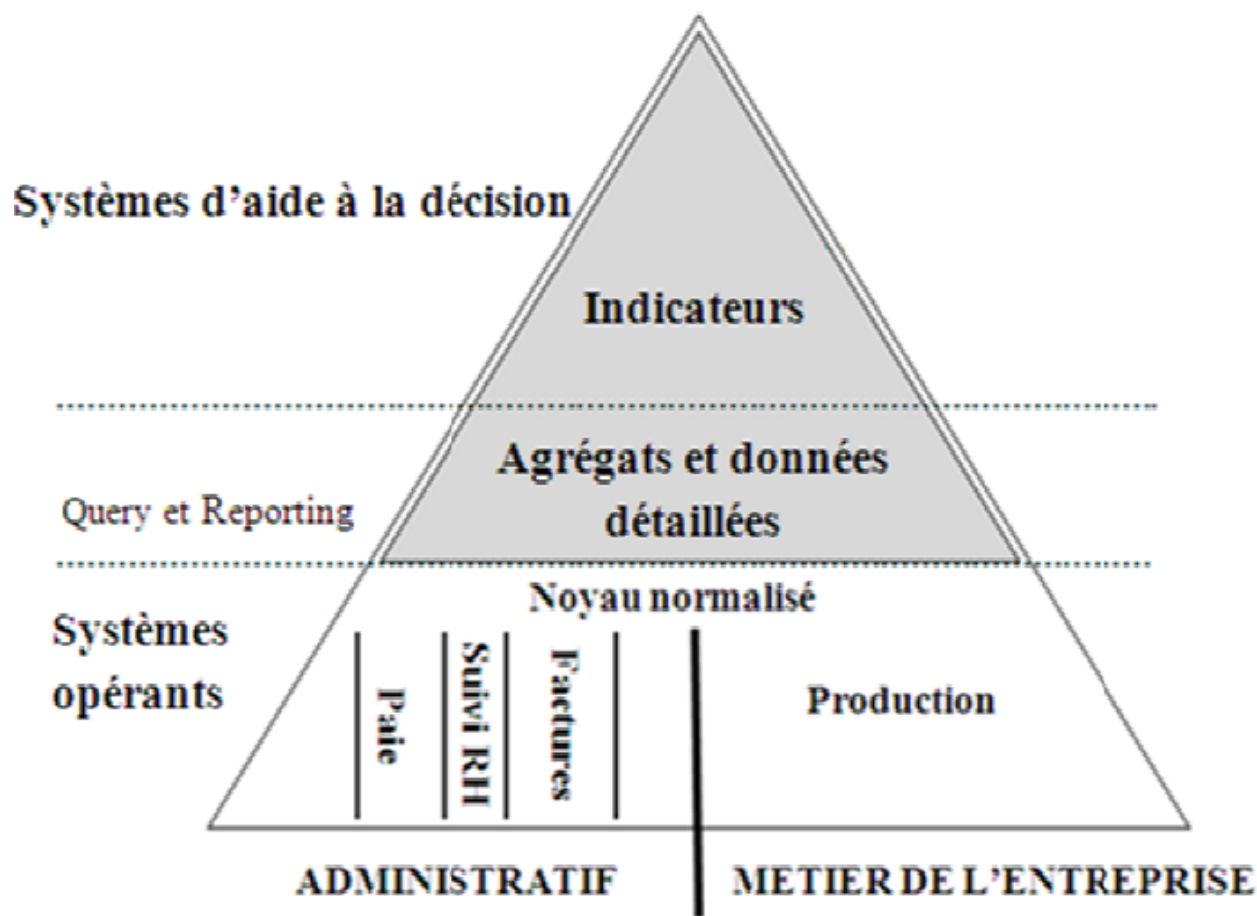 Systèmes d'aide à la décision
Indicateurs
Agrégats et données
détaillées
Query et Reporting
Noyau normalisé
Systèmes
opérants
Paie
Suivi RH
Factures
Production
ADMINISTRATIF
METIER DE L'ENTREPRISE